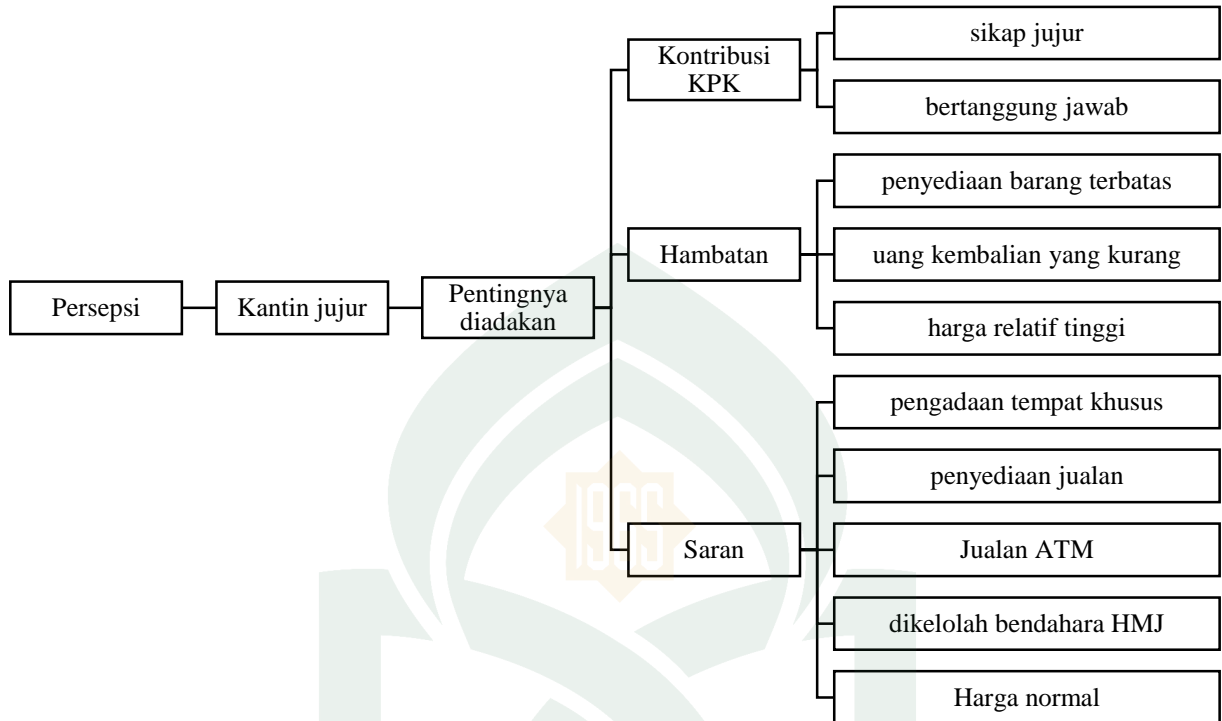 Persepsi
Kantin jujur
Pentingnya
diadakan
Kontribusi
KPK
sikap jujur
bertanggung jawab
Hambatan
penyediaan barang terbatas
uang kembalian yang kurang
harga relatif tinggi
Saran
pengadaan tempat khusus
penyediaan jualan
Jualan ATM
dikelolah bendahara HMJ
Harga normal
1965